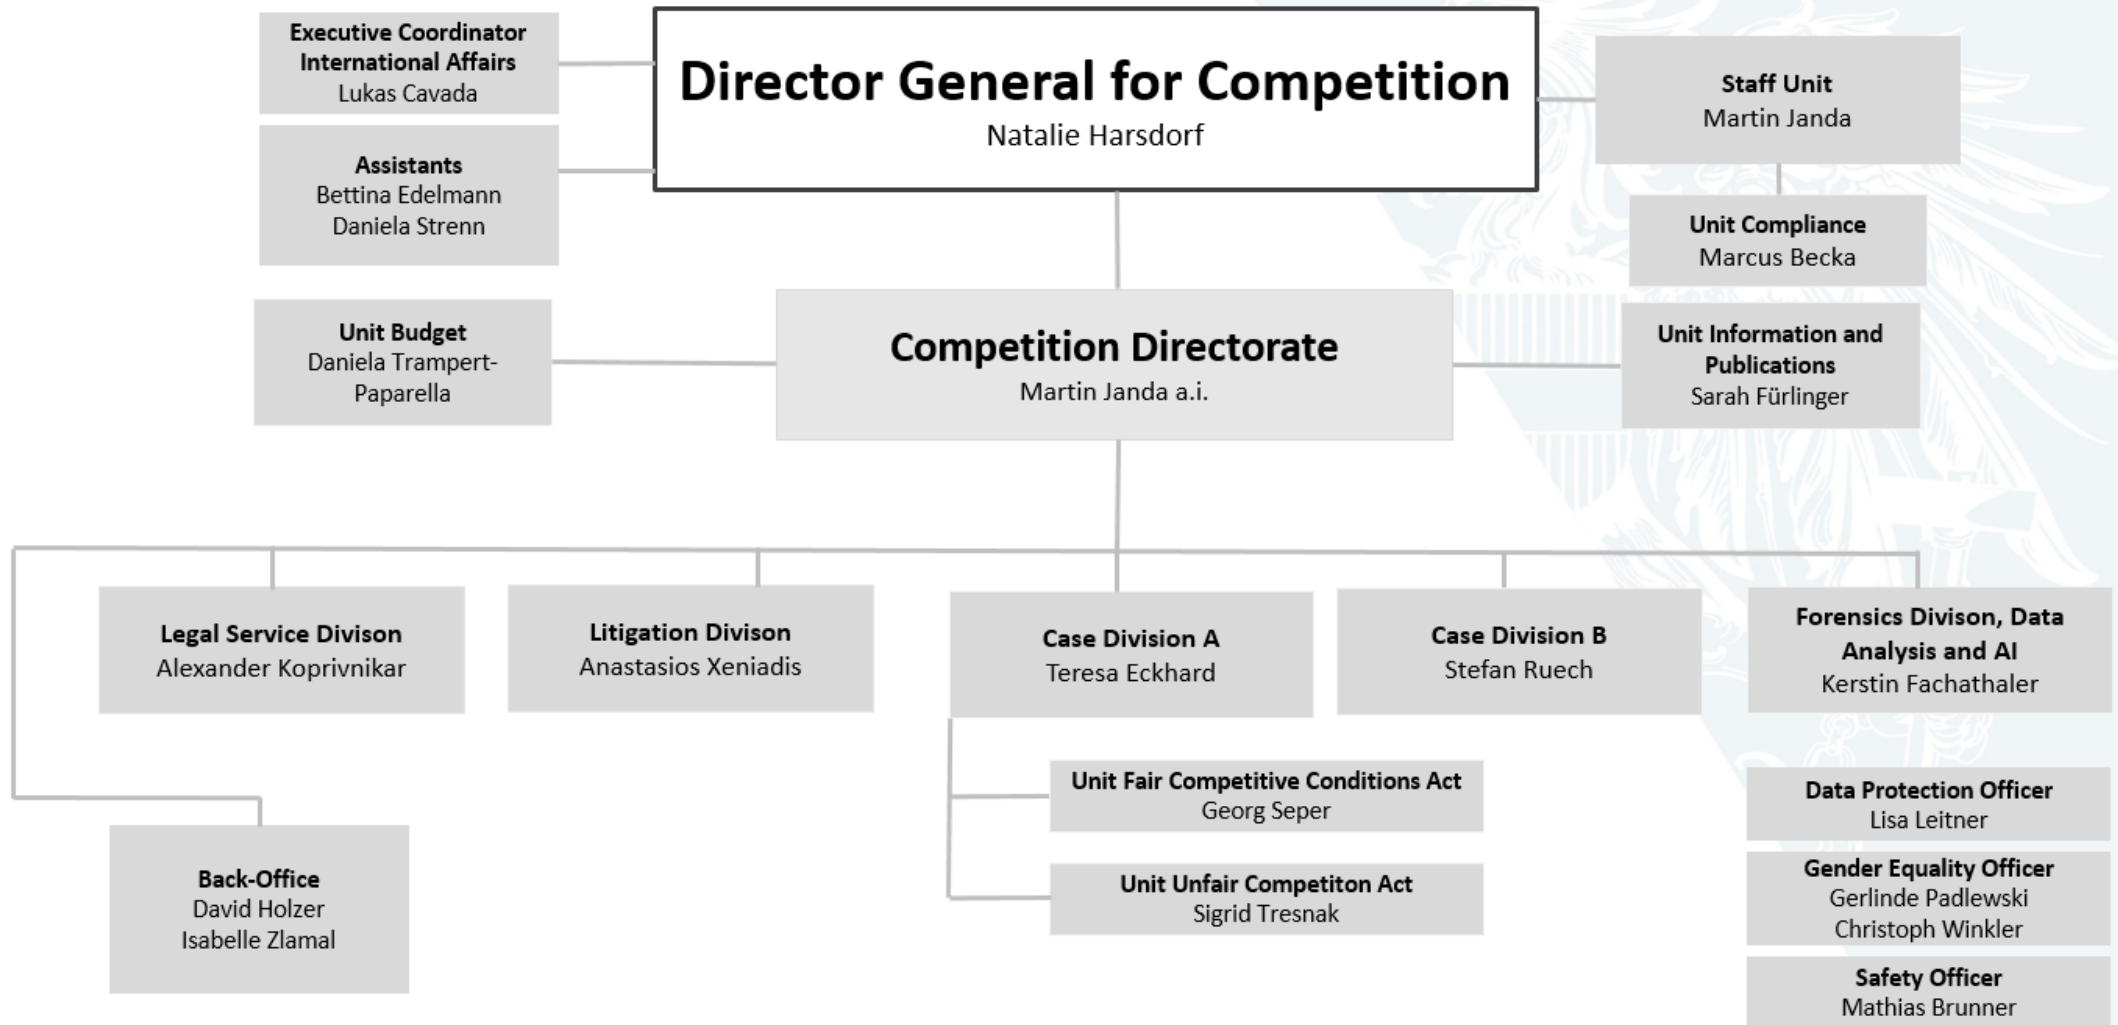 Executive Coordinator
International Affairs
Lukas Cavada
Director General for Competition
Natalie Harsdorf
Staff Unit
Martin Janda
Assistants
Bettina Edelmann
Daniela Strenn
Unit Compliance
Marcus Becka
Unit Budget
Daniela Trampert-
Paparella
Competition Directorate
Martin Janda a.i.
Unit Information and
Publications
Sarah Fürlinger
Legal Service Divison
Alexander Koprivnikar
Litigation Divison
Anastasios Xeniadis
Case Division A
Teresa Eckhard
Case Division B
Stefan Ruech
Forensics Divison, Data
Analysis and AI
Kerstin Fachathaler
Unit Fair Competitive Conditions Act
Georg Seper
Unit Unfair Competiton Act
Sigrid Tresnak
Back-Office
David Holzer
Isabelle Zlamal
Data Protection Officer
Lisa Leitner
Gender Equality Officer
Gerlinde Padlewski
Christoph Winkler
Safety Officer
Mathias Brunner